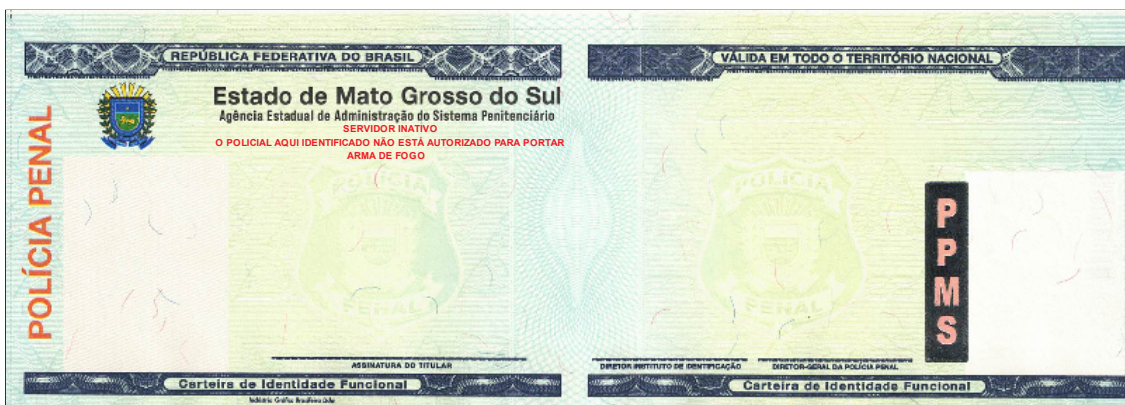 REPÚBLICA FEDERATIVA DO BRASIL
Estado de Mato Grosso do Sul
Agência Estadual de Administração do Sistema Penitenciário
SERVIDOR INATIVO
O POLICIAL AQUI IDENTIFICADO NÃO ESTÁ AUTORIZADO PARA PORTAR
ARMA DE FOGO
POLÍCIA PENAL
POLÍCIA
PENAL
ASSINATURA DO TITULAR
Carteira de Identidade Funcional
VÁLIDA EM TODO O TERRITÓRIO NACIONAL
POLÍCIA
PENAL
P
P
M
S
DIRETOR INSTITUTO DE IDENTIFICAÇÃO
DIRETOR-GERAL DA POLÍCIA PENAL
Carteira de Identidade Funcional